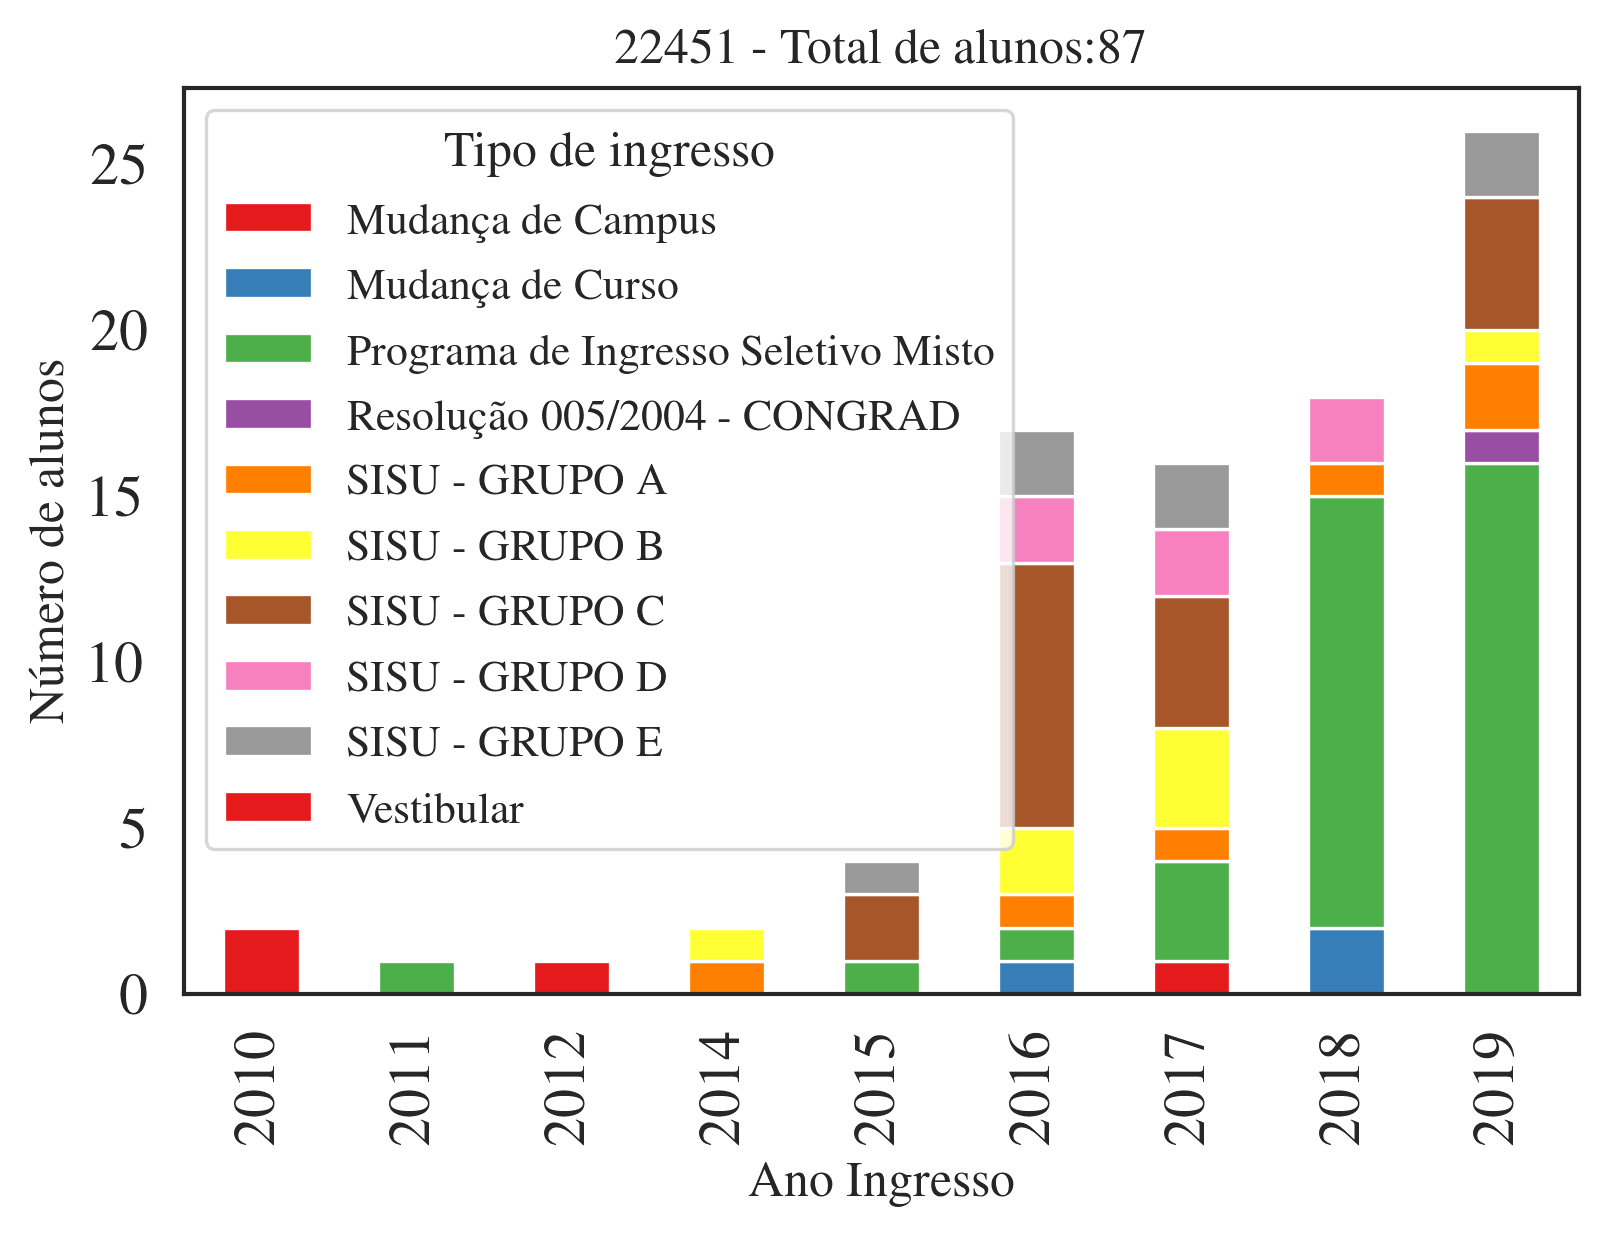 22451 - Total de alunos:87
Tipo de ingresso
Mudança de Campus
Mudança de Curso
Programa de Ingresso Seletivo Misto
Resolução 005/2004 - CONGRAD
SISU - GRUPO A
SISU - GRUPO B
SISU - GRUPO C
SISU - GRUPO D
SISU - GRUPO E
Vestibular
Número de alunos
25
20
15
10
5
0
2010
2011
2012
2014
2015
2016
2017
2018
2019
Ano Ingresso